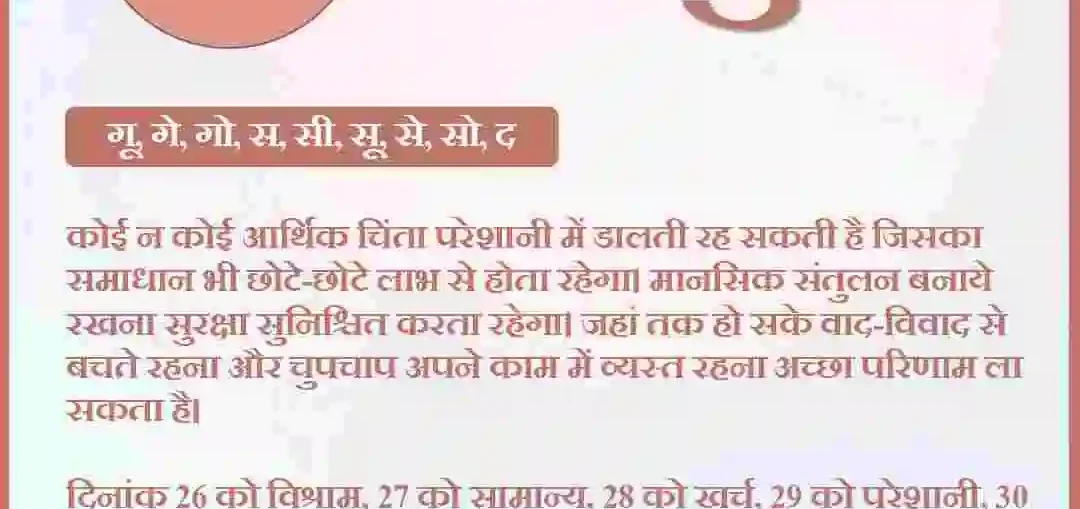 गू, गे, गो, स, सी, सू, से, सो, द
कोई न कोई आर्थिक चिंता परेशानी में डालती रह सकती है जिसका
समाधान भी छोटे-छोटे लाभ से होता रहेगा। मानसिक संतुलन बनाये
रखना सुरक्षा सुनिश्चित करता रहेगा। जहां तक हो सके वाद-विवाद से
बचते रहना और चुपचाप अपने काम में व्यस्त रहना अच्छा परिणाम ला
सकता है।
दिनांक 26 को विश्राम, 27 को सामान्य, 28 को खर्च, 29 को परेशानी, 30